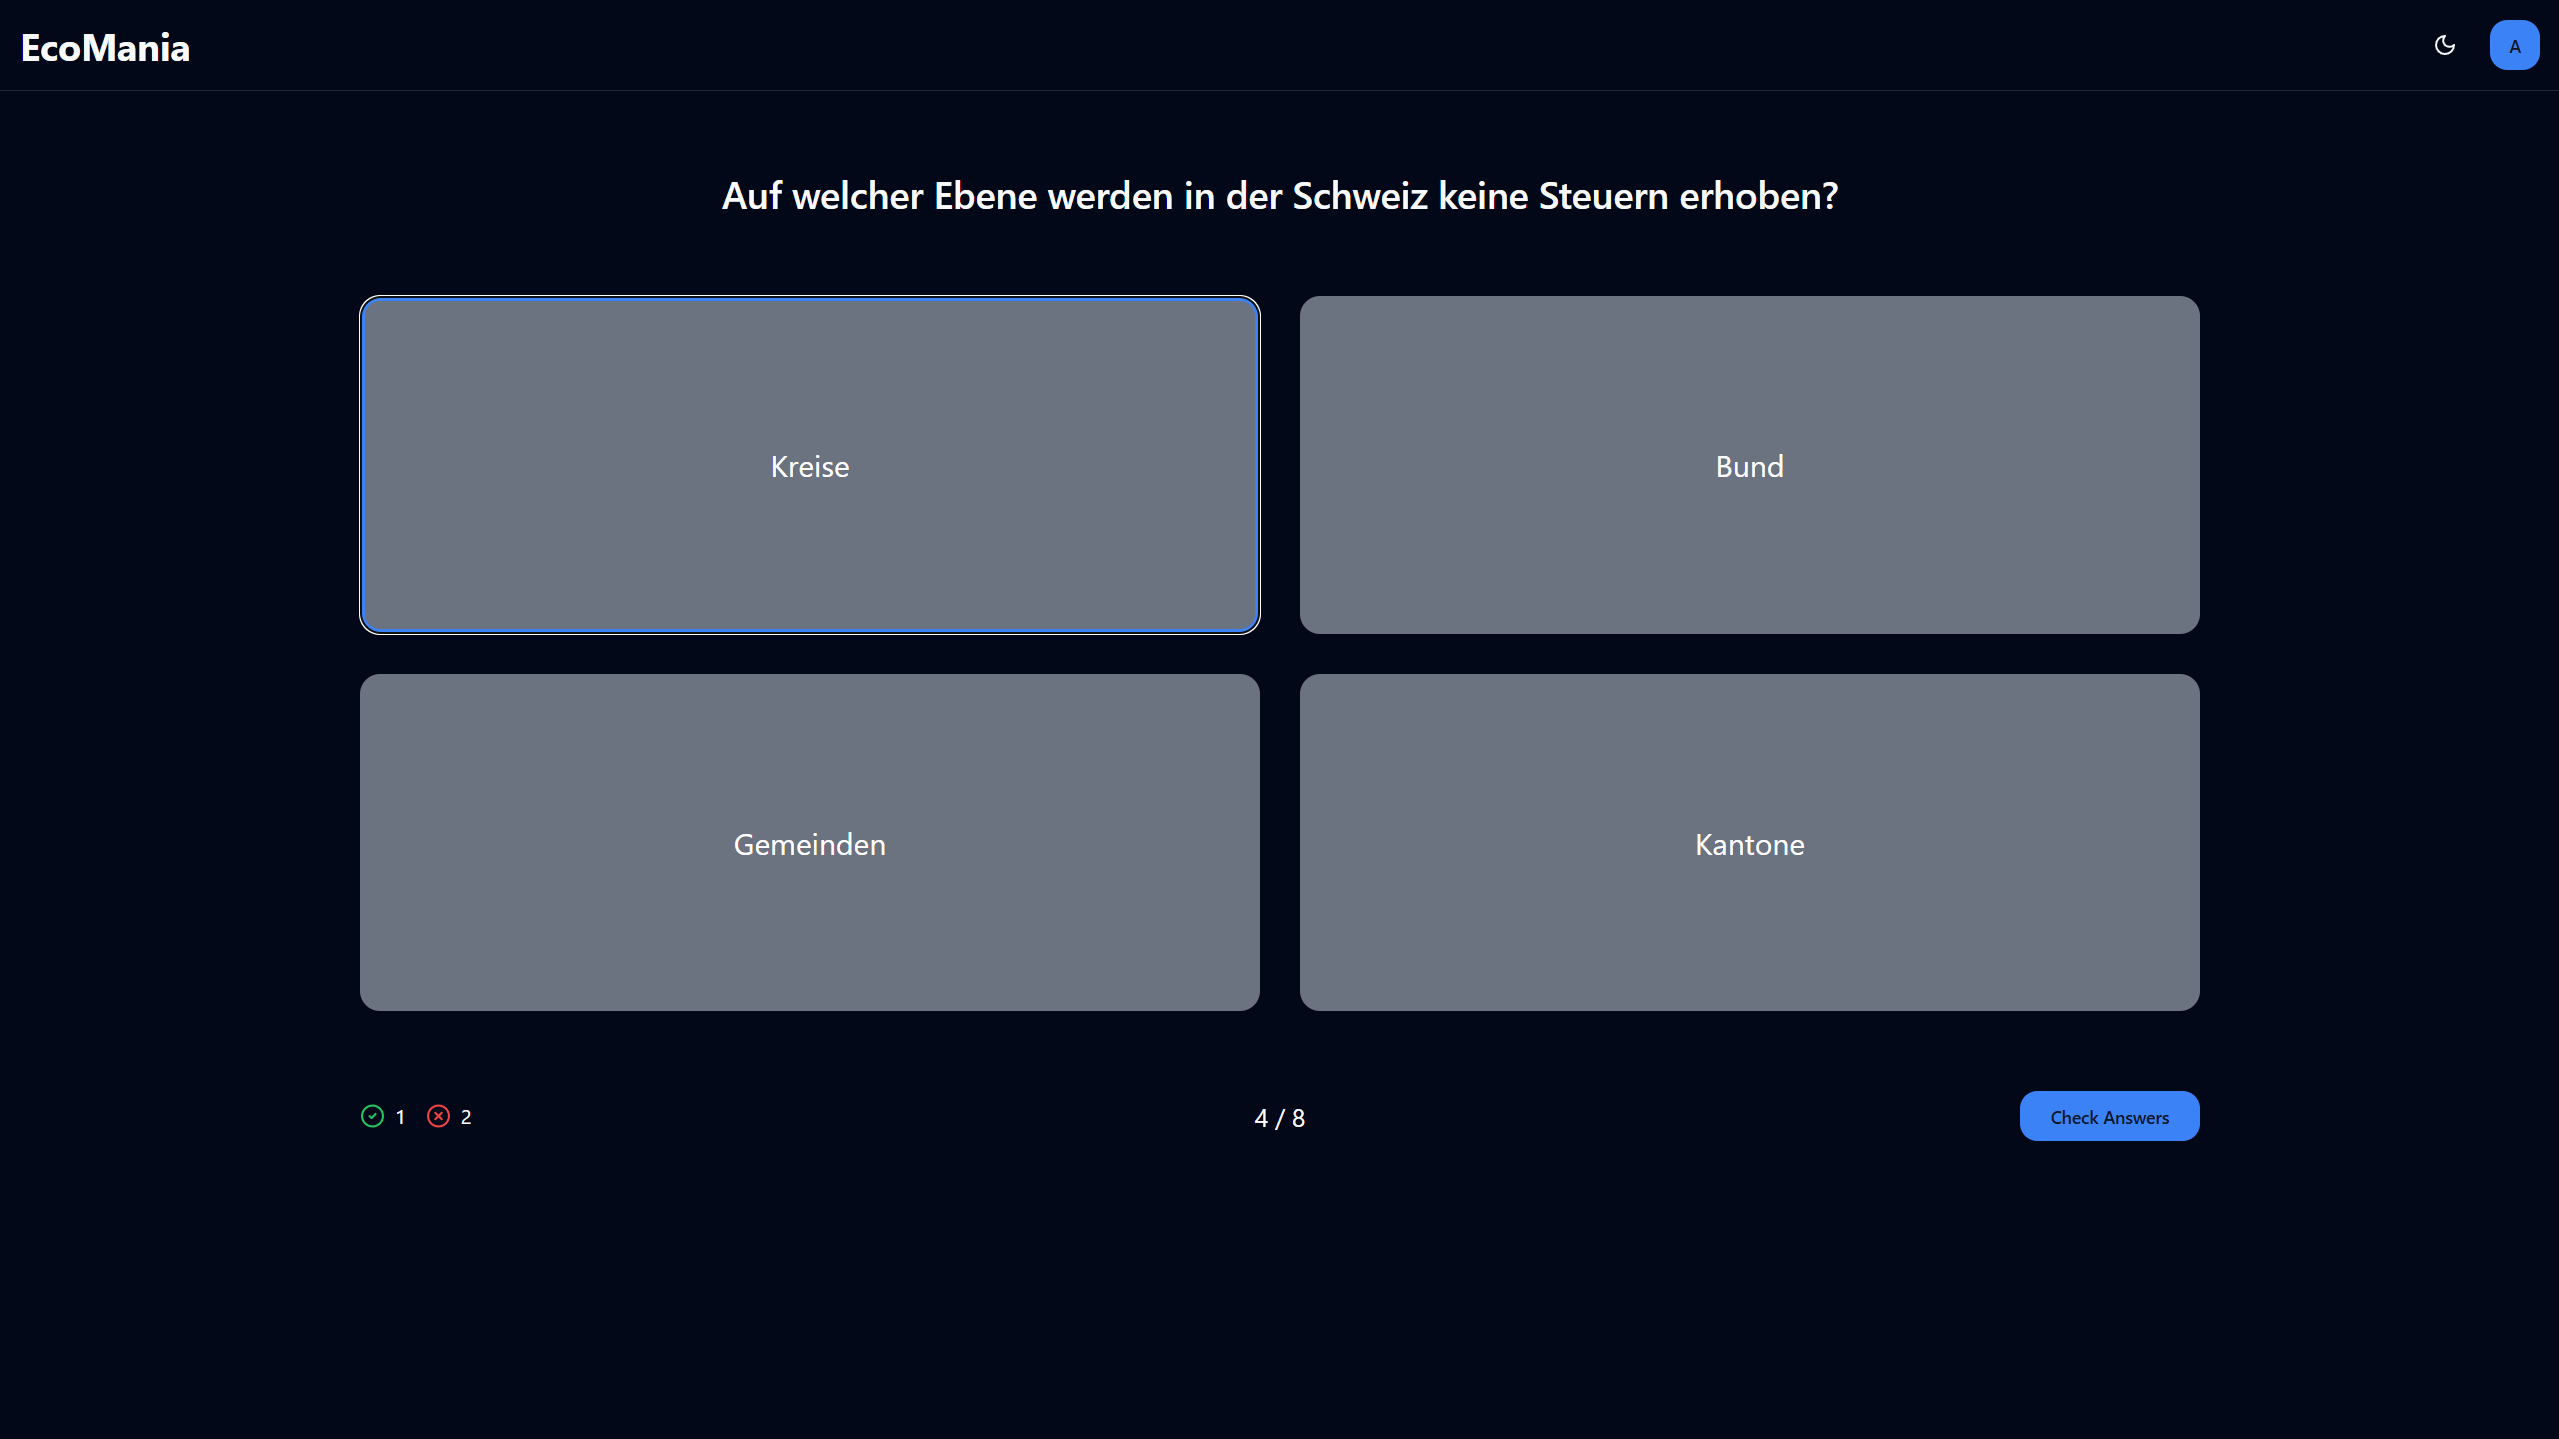 EcoMania
A
Auf welcher Ebene werden in der Schweiz keine Steuern erhoben?
Kreise
Bund
Gemeinden
Kantone
1 2
4 / 8
Check Answers